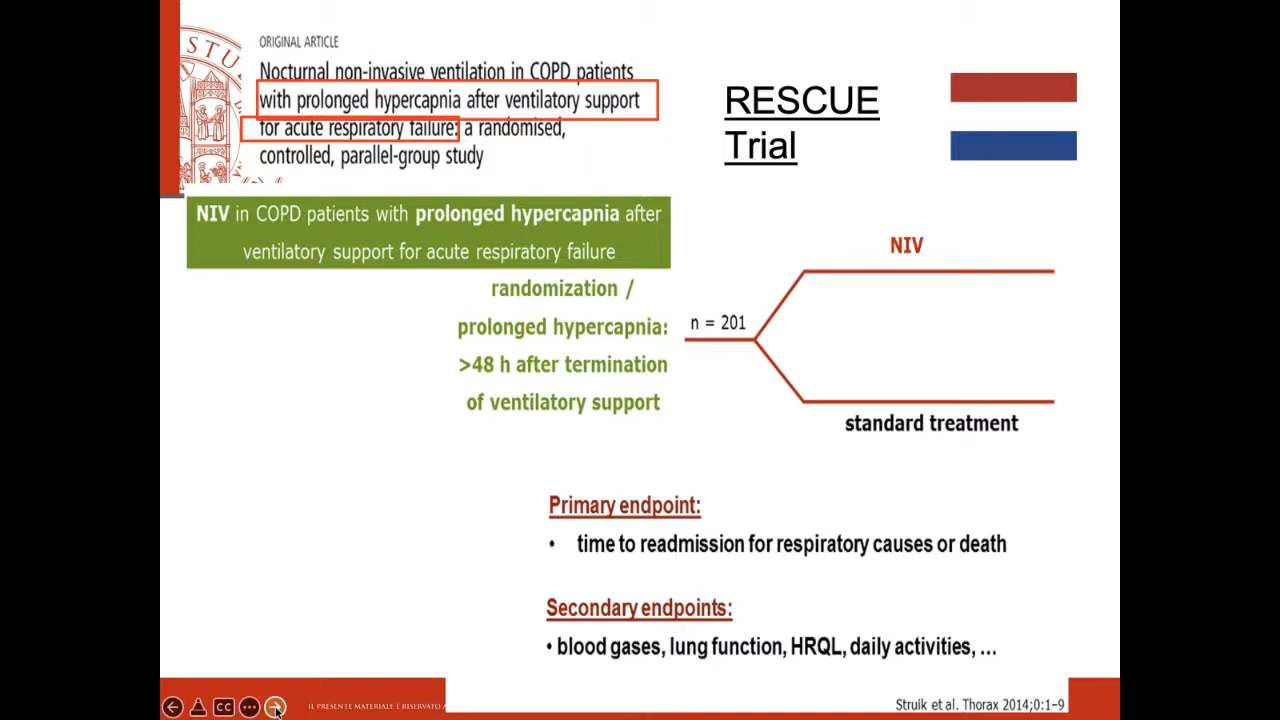 STU
ORIGINAL ARTICLE
Nocturnal non-invasive ventilation in COPD patients
with prolonged hypercapnia after ventilatory support
for acute respiratory failure: a randomised,
controlled, parallel-group study
RESCUE
Trial
NIV in COPD patients with prolonged hypercapnia after
ventilatory support for acute respiratory failure
randomization /
prolonged hypercapnia:
>48 h after termination
of ventilatory support
n = 201
NIV
standard treatment
Primary endpoint:
• time to readmission for respiratory causes or death
Secondary endpoints:
• blood gases, lung function, HRQL, daily activities, ...
CC
IL PRESENTE MATERIALE È RISERVATO A
Struik et al. Thorax 2014;0:1–9